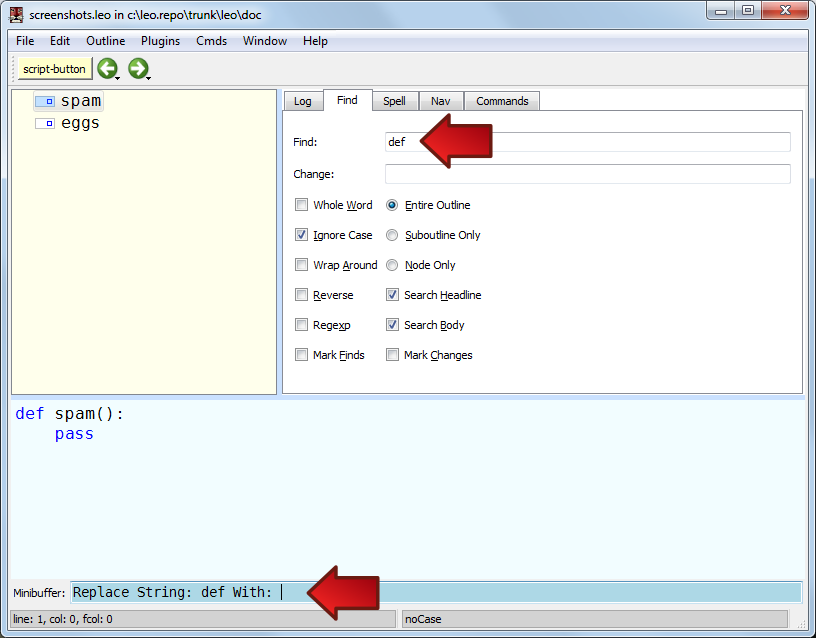 screenshots.leo in c:\leo.repo\trunk\leo\doc
File Edit Outline Plugins Cmds Window Help
script-button
spam
eggs
Log Find Spell Nav Commands
Find: def
Change:
Whole Word Entire Outline
Ignore Case Suboutline Only
Wrap Around Node Only
Reverse Search Headline
Regexp Search Body
Mark Finds Mark Changes
def spam():
    pass
Minibuffer: Replace String: def With:
line: 1, col: 0, fcol: 0 noCase